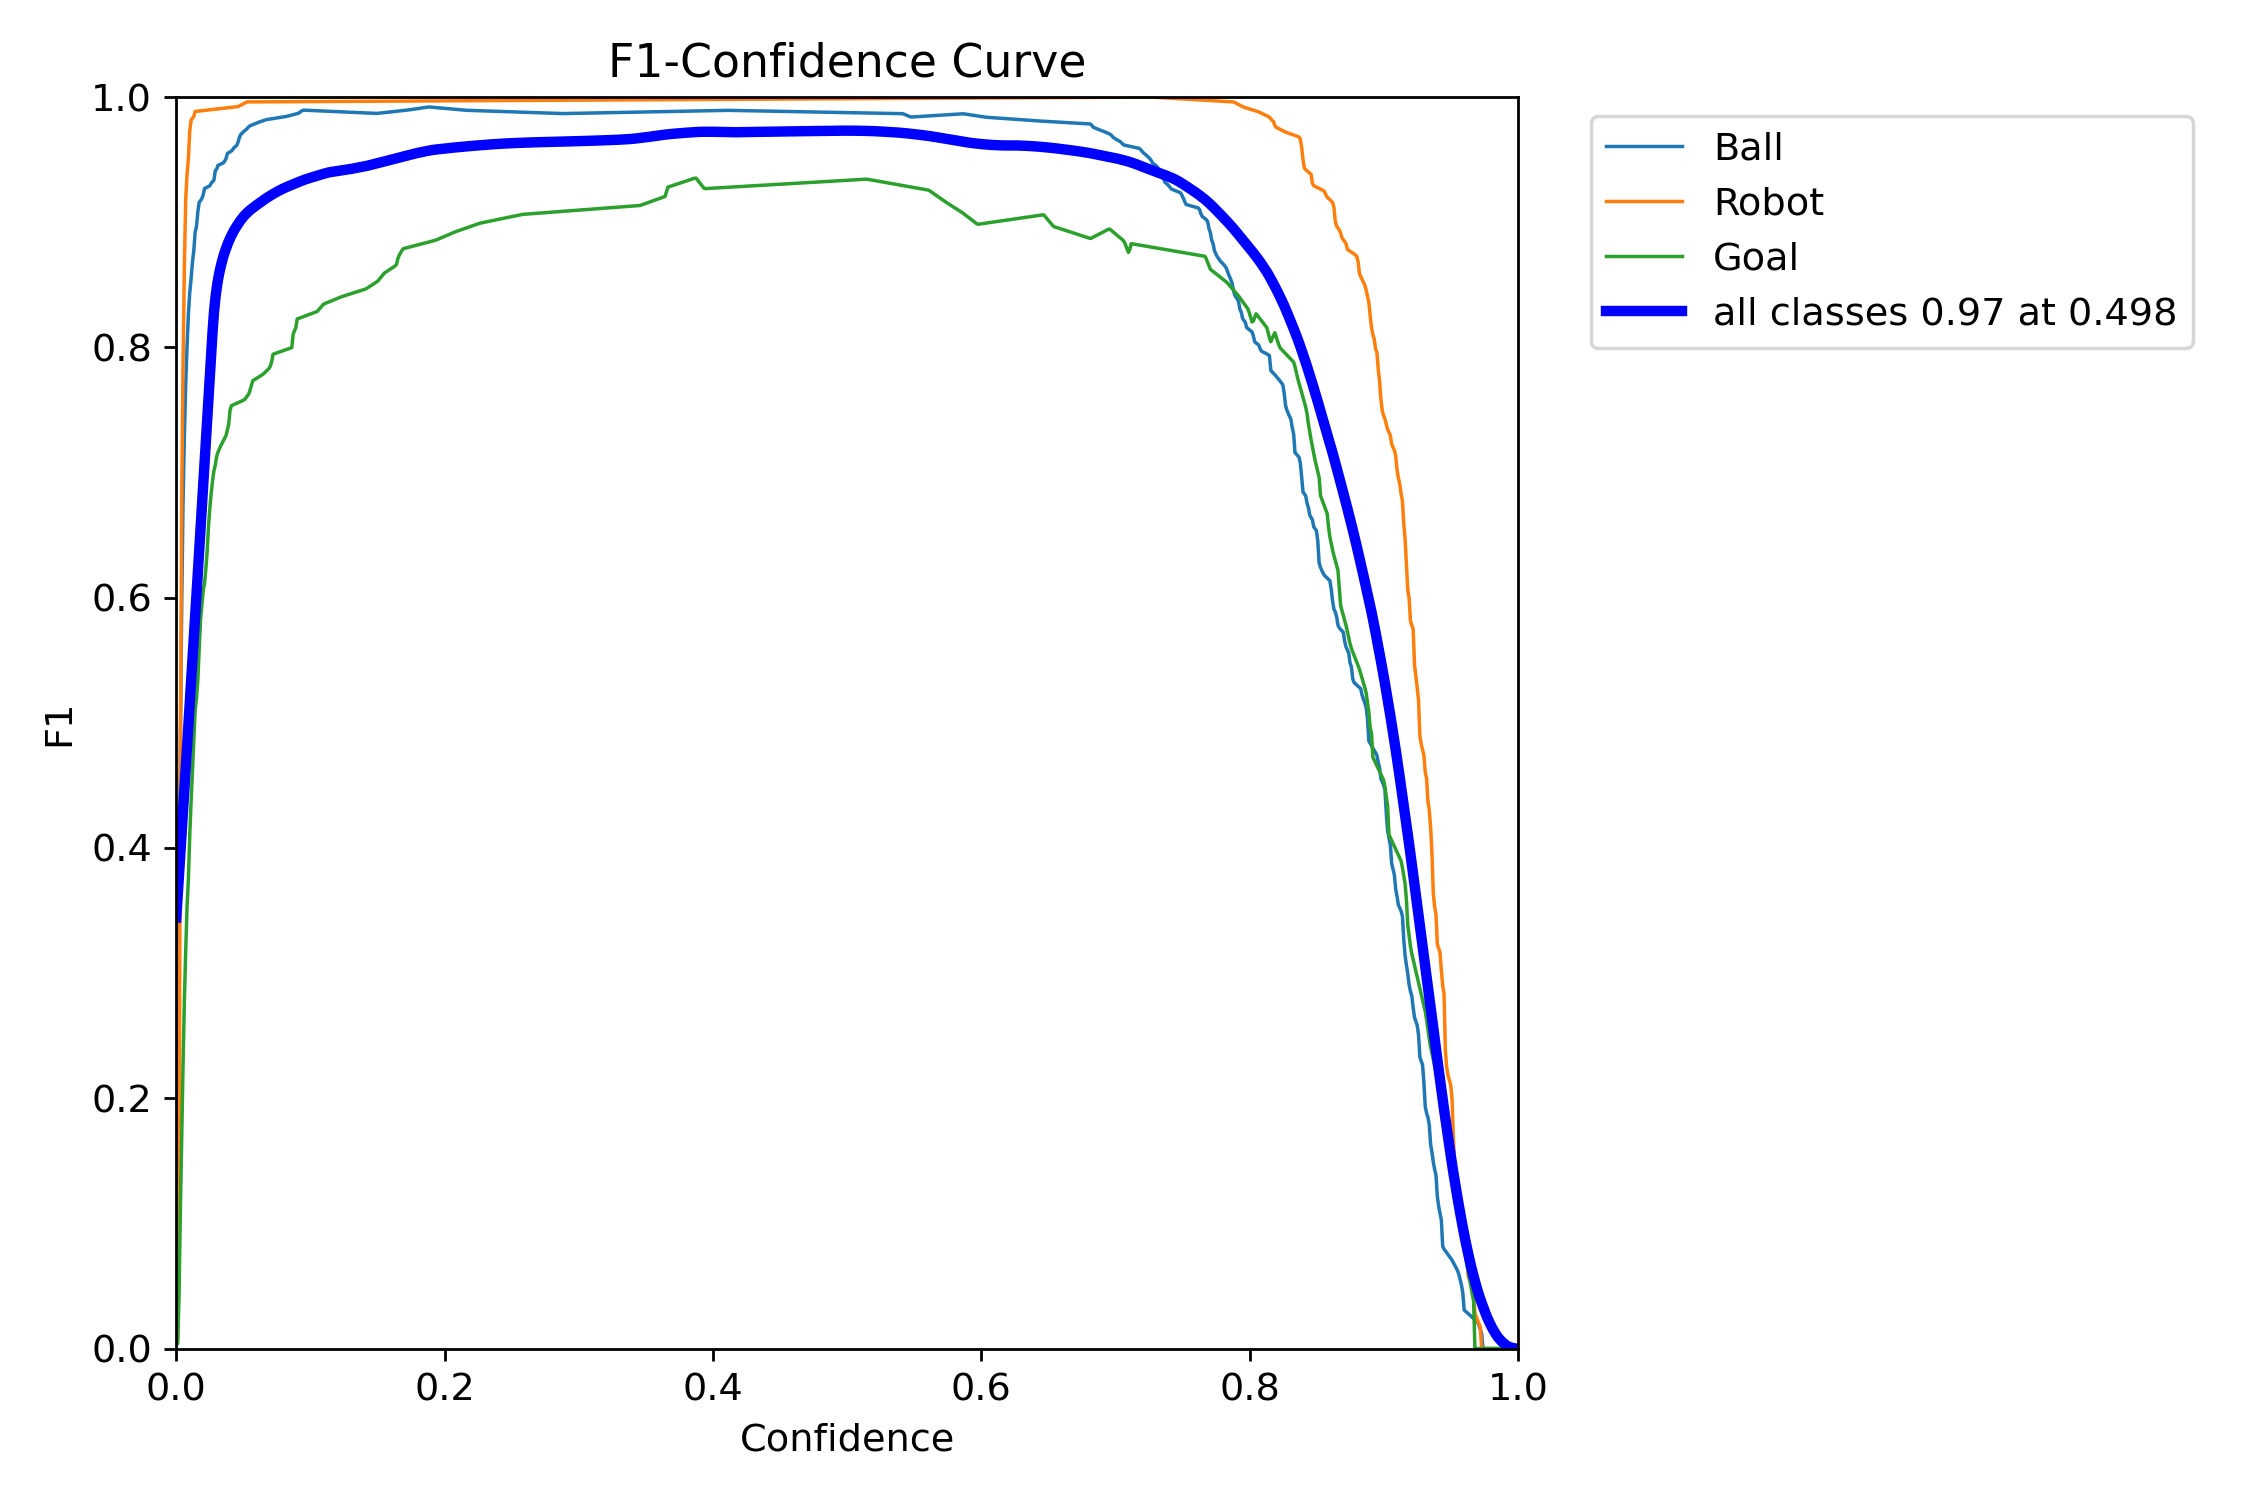 F1-Confidence Curve
1.0
0.8
0.6
0.4
0.2
0.0
F1
0.0 0.2 0.4 0.6 0.8 1.0
Confidence
Ball
Robot
Goal
all classes 0.97 at 0.498